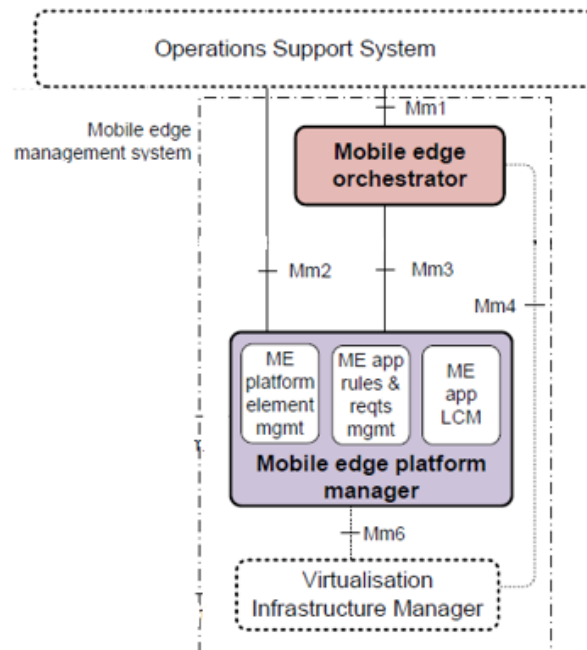 Operations Support System
Mm1
Mobile edge
management system
Mobile edge
orchestrator
Mm2
Mm3
Mm4
ME
platform
element
mgmt
ME app
rules &
reqts
mgmt
ME
app
LCM
Mobile edge platform
manager
Mm6
Virtualisation
Infrastructure Manager